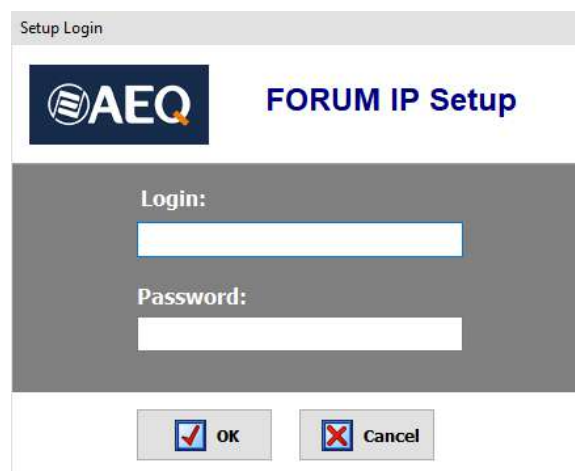 Setup Login
AEQ
FORUM IP Setup
Login:
Password:
OK
Cancel